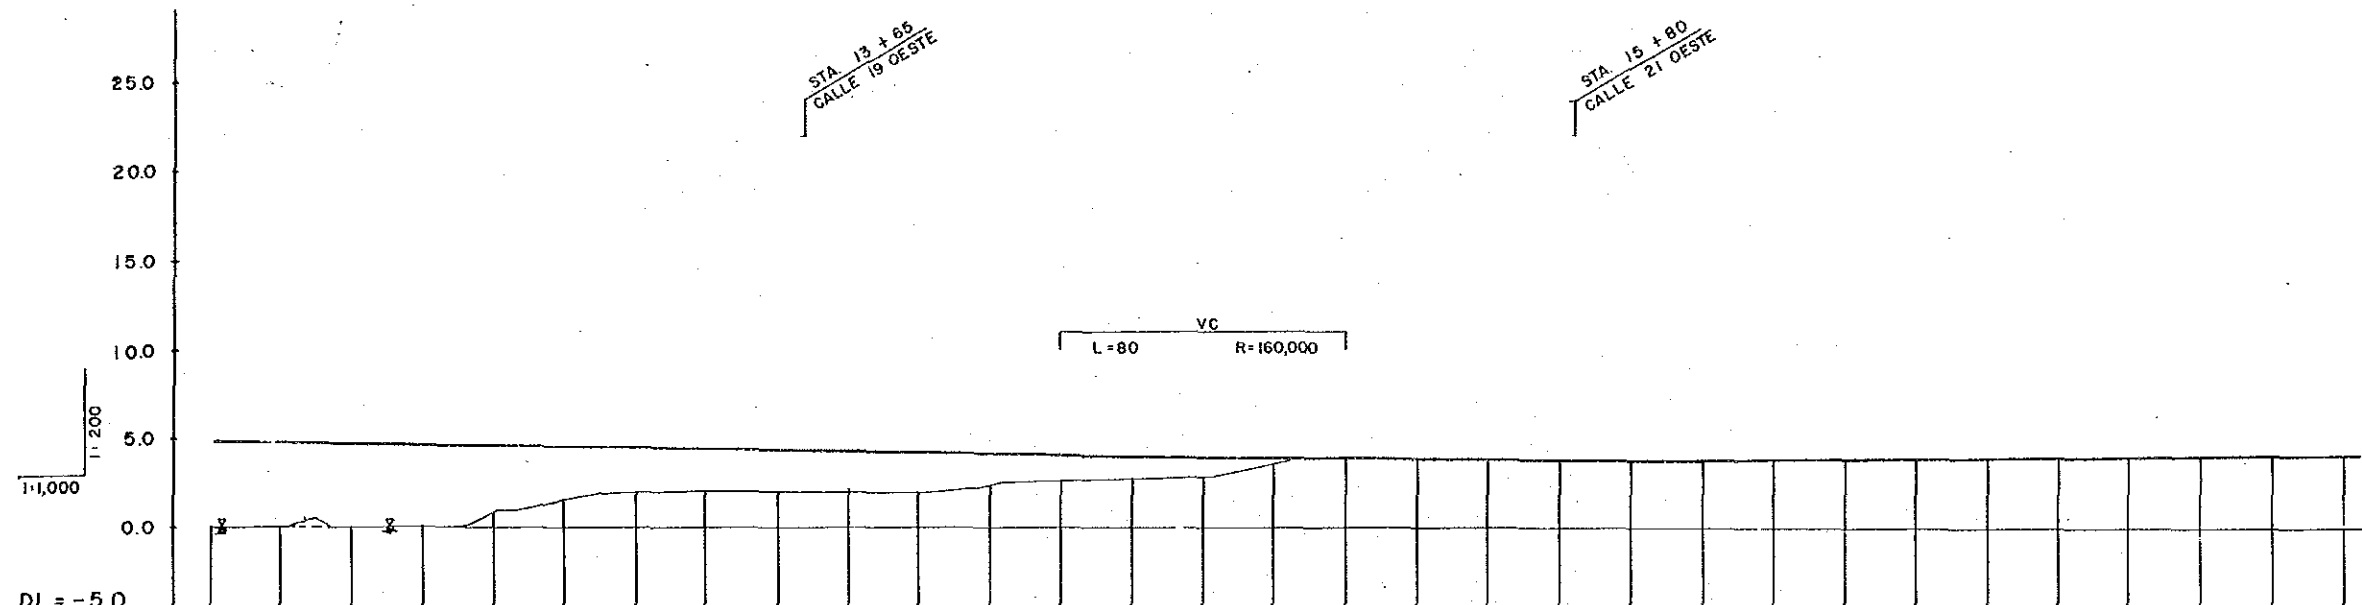 STA. 13 + 65
CALLE 19 OESTE
STA. 15 + 80
CALLE 21 OESTE
25.0
20.0
15.0
VC
10.0
L = 80
R = 160,000
1: 200
5.0
1:1,000
0.0
DL = -5.0